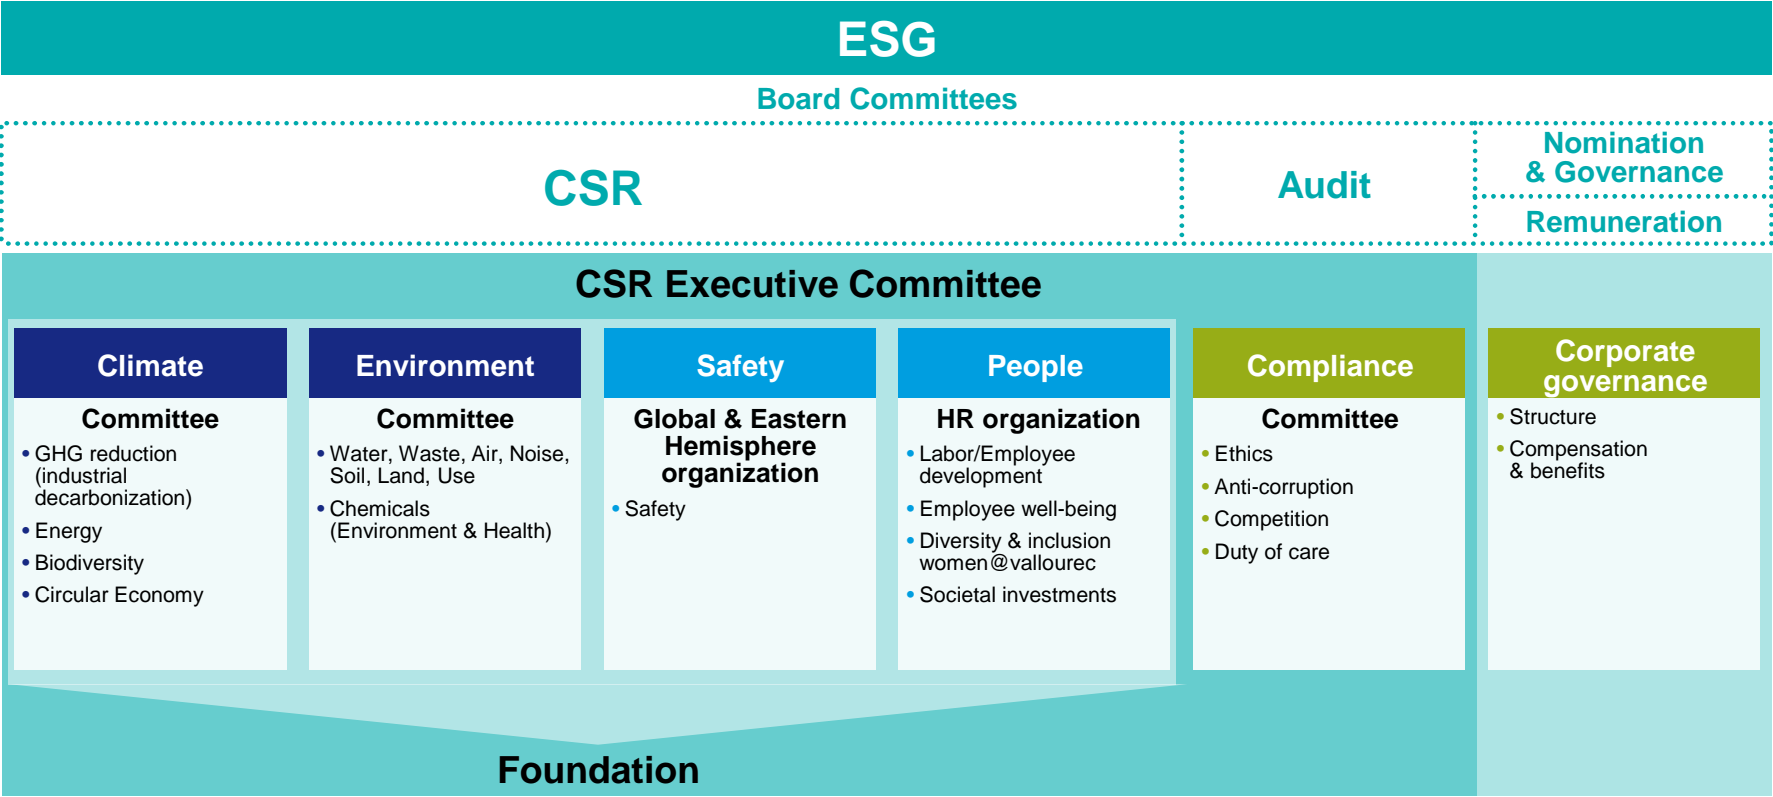 ESG
Board Committees
CSR
Audit
Nomination
& Governance
Remuneration
CSR Executive Committee
Climate
Committee
• GHG reduction
(industrial
decarbonization)
• Energy
• Biodiversity
• Circular Economy
Environment
Committee
• Water, Waste, Air, Noise,
Soil, Land, Use
• Chemicals
(Environment & Health)
Safety
Global & Eastern
Hemisphere
organization
• Safety
People
HR organization
• Labor/Employee
development
• Employee well-being
• Diversity & inclusion
women@vallourec
• Societal investments
Compliance
Committee
• Ethics
• Anti-corruption
• Competition
• Duty of care
Corporate
governance
• Structure
• Compensation
& benefits
Foundation